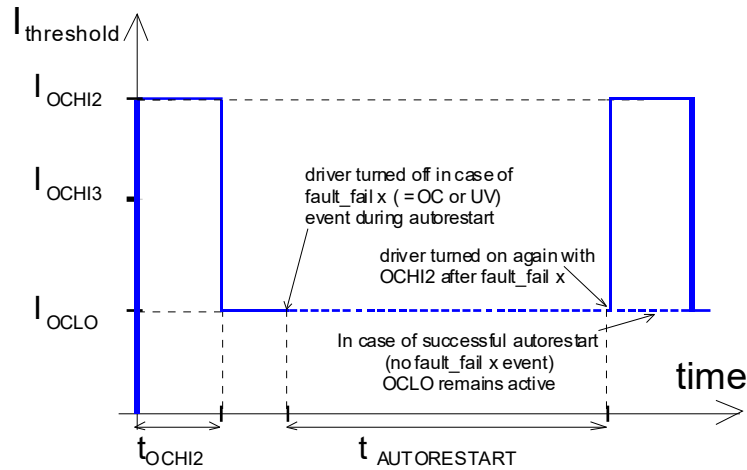 I threshold
I OCHI2
I OCHI3
I OCLO
driver turned off in case of
fault_fail x ( = OC or UV)
event during autorestart
driver turned on again with
OCHI2 after fault_fail x
In case of successful autorestart
(no fault_fail x event)
OCLO remains active
time
t OCHI2
t AUTORESTART